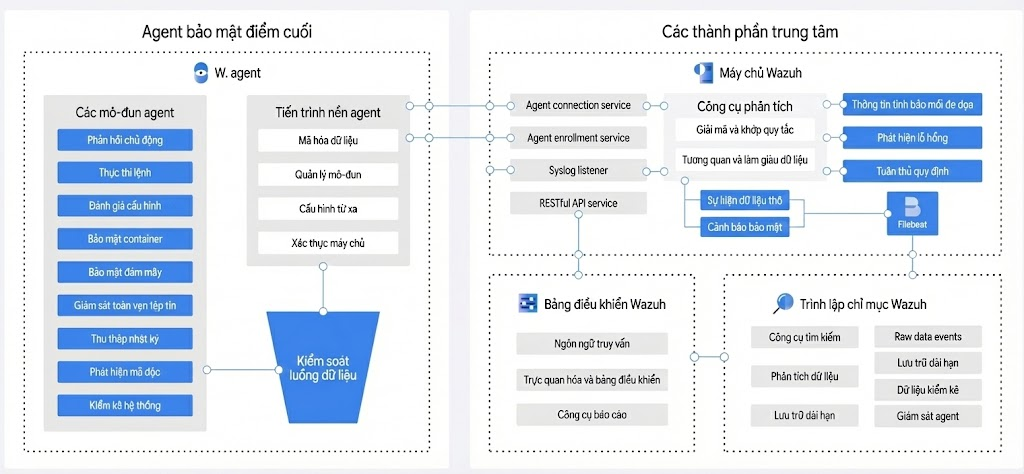 Agent bảo mật điểm cuối
W. agent
Các mô-đun agent
Phản hồi chủ động
Thực thi lệnh
Đánh giá cấu hình
Bảo mật container
Bảo mật đám mây
Giám sát toàn vẹn tệp tin
Thu thập nhật ký
Phát hiện mã độc
Kiểm kê hệ thống
Tiến trình nền agent
Mã hóa dữ liệu
Quản lý mô-đun
Cấu hình từ xa
Xác thực máy chủ
Kiểm soát
luồng dữ liệu
Các thành phần trung tâm
Máy chủ Wazuh
Agent connection service
Agent enrollment service
Syslog listener
RESTful API service
Công cụ phân tích
Giải mã và khớp quy tắc
Tương quan và làm giàu dữ liệu
Thông tin tình báo mối đe dọa
Phát hiện lỗ hổng
Tuân thủ quy định
Sự hiện dữ liệu thô
Cảnh báo bảo mật
Filebeat
Bảng điều khiển Wazuh
Ngôn ngữ truy vấn
Trực quan hóa và bảng điều khiển
Công cụ báo cáo
Trình lập chỉ mục Wazuh
Công cụ tìm kiếm
Phân tích dữ liệu
Lưu trữ dài hạn
Raw data events
Lưu trữ dài hạn
Dữ liệu kiểm kê
Giám sát agent